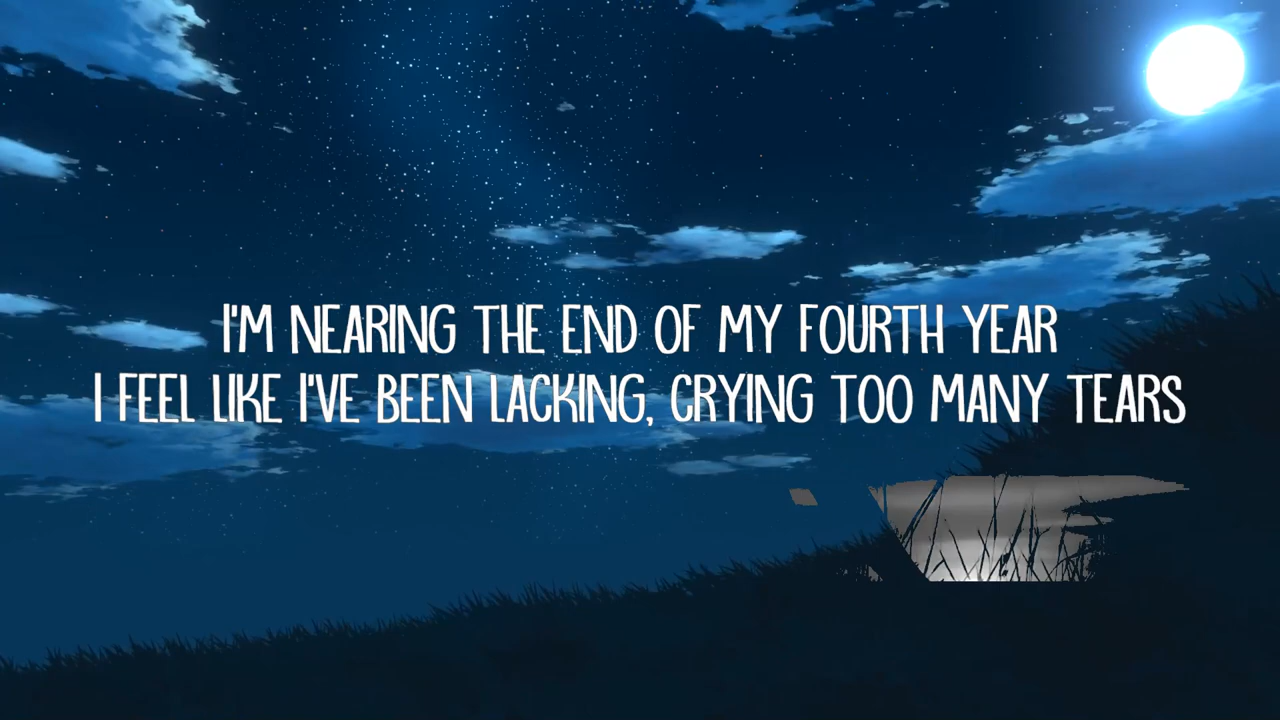 I'M NEARING THE END OF MY FOURTH YEAR
I FEEL LIKE I'VE BEEN LACKING, CRYING TOO MANY TEARS